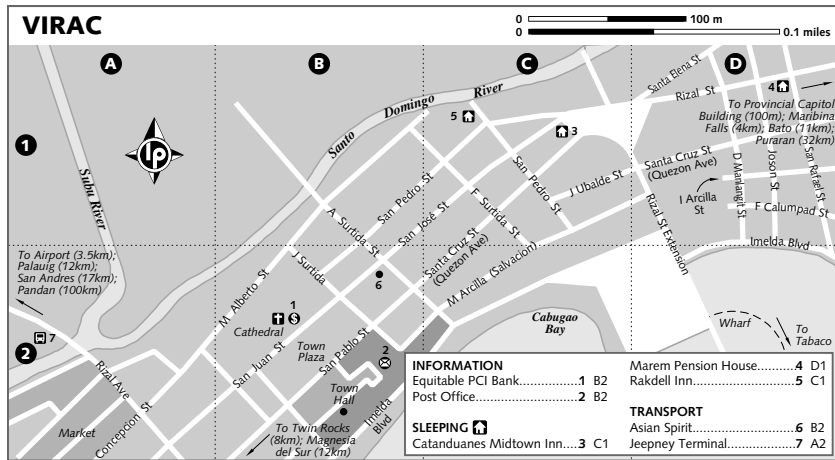 VIRAC
0 100 m
0 0.1 miles
A
B
C
D
1
2
lp
Subu River
Santo Domingo River
Santa Elena St
Rizal St
4
To Provincial Capitol
Building (100m); Maribina
Falls (4km); Bato (11km);
Puraran (32km)
5
3
San Pedro St
San Pedro St
F Surtida St
San José St
A Surtida St
J Ubalde St
Santa Cruz St
(Quezon Ave)
I Arcilla
St
D Mankangit St
Joson St
San Rafael St
F Calumpad St
Imelda Blvd
Rizal St Extension
To Airport (3.5km);
Palauig (12km);
San Andres (17km);
Pandan (100km)
7
M Alberto St
J Surtida
6
Santa Cruz St
(Quezon Ave)
M Arcilla (Salvacion)
1
$
Cathedral
Town
Plaza
San Juan St
San Pablo St
2
Cabugao
Bay
Wharf
To
Tabaco
Rizal Ave
Concepcion St
Market
Town
Hall
Imelda
Blvd
To Twin Rocks
(8km); Magnesia
del Sur (12km)
INFORMATION
Equitable PCI Bank..............1 B2
Post Office............................2 B2
SLEEPING
Catanduanes Midtown Inn....3 C1
Marem Pension House.........4 D1
Rakdell Inn...........................5 C1
TRANSPORT
Asian Spirit...........................6 B2
Jeepney Terminal.................7 A2